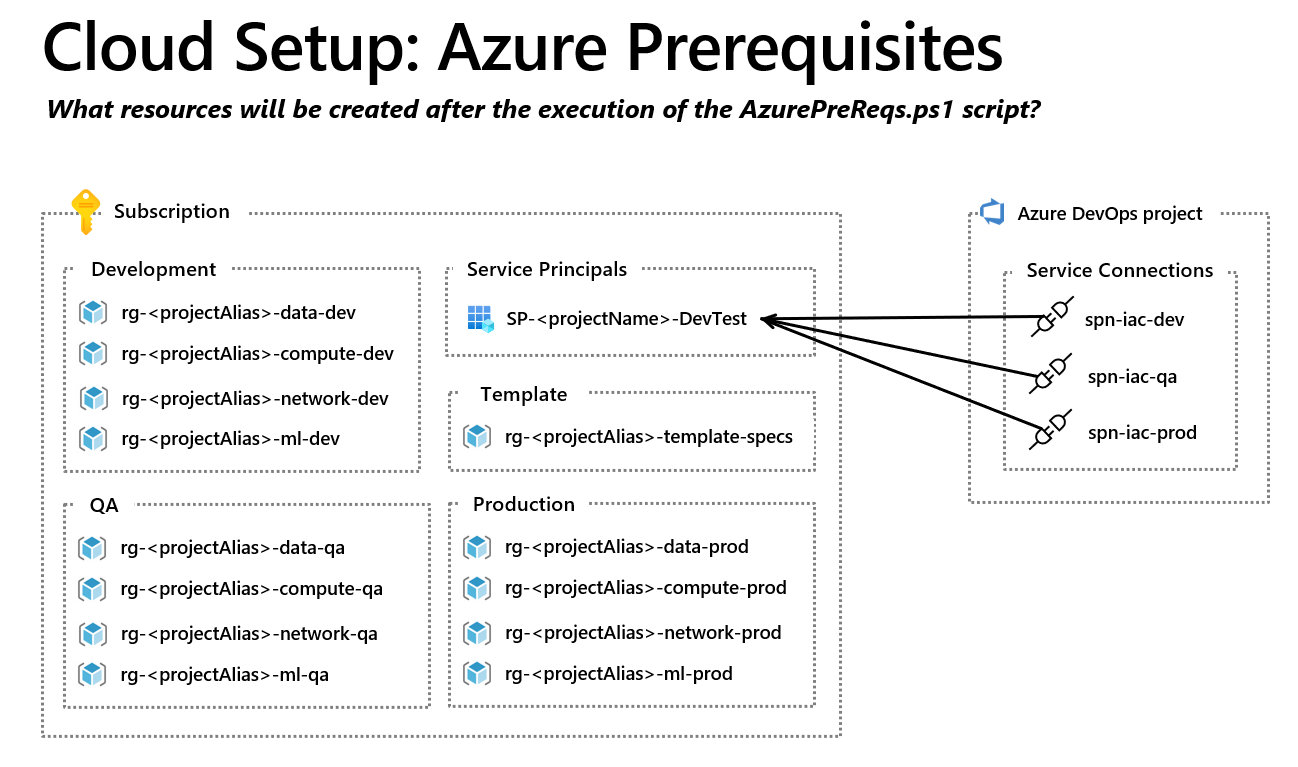 Cloud Setup: Azure Prerequisites
What resources will be created after the execution of the AzurePreReqs.ps1 script?
Subscription
Development
rg-<projectAlias>-data-dev
rg-<projectAlias>-compute-dev
rg-<projectAlias>-network-dev
rg-<projectAlias>-ml-dev
Service Principals
SP-<projectName>-DevTest
Template
rg-<projectAlias>-template-specs
QA
rg-<projectAlias>-data-qa
rg-<projectAlias>-compute-qa
rg-<projectAlias>-network-qa
rg-<projectAlias>-ml-qa
Production
rg-<projectAlias>-data-prod
rg-<projectAlias>-compute-prod
rg-<projectAlias>-network-prod
rg-<projectAlias>-ml-prod
Azure DevOps project
Service Connections
spn-iac-dev
spn-iac-qa
spn-iac-prod